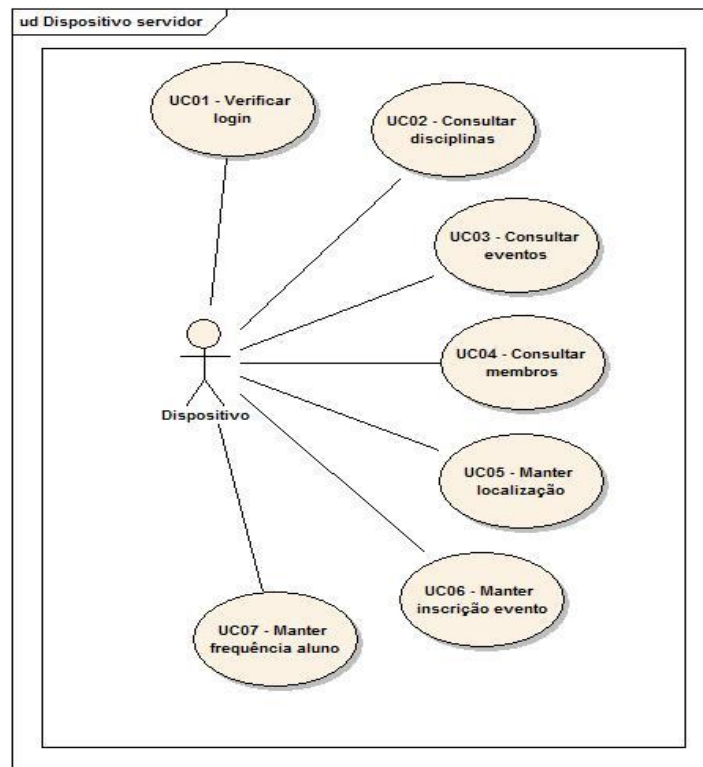 ud Dispositivo servidor
UC01 - Verificar
login
UC02 - Consultar
disciplinas
UC03 - Consultar
eventos
UC04 - Consultar
membros
Dispositivo
UC05 - Manter
localização
UC06 - Manter
inscrição evento
UC07 - Manter
frequência aluno